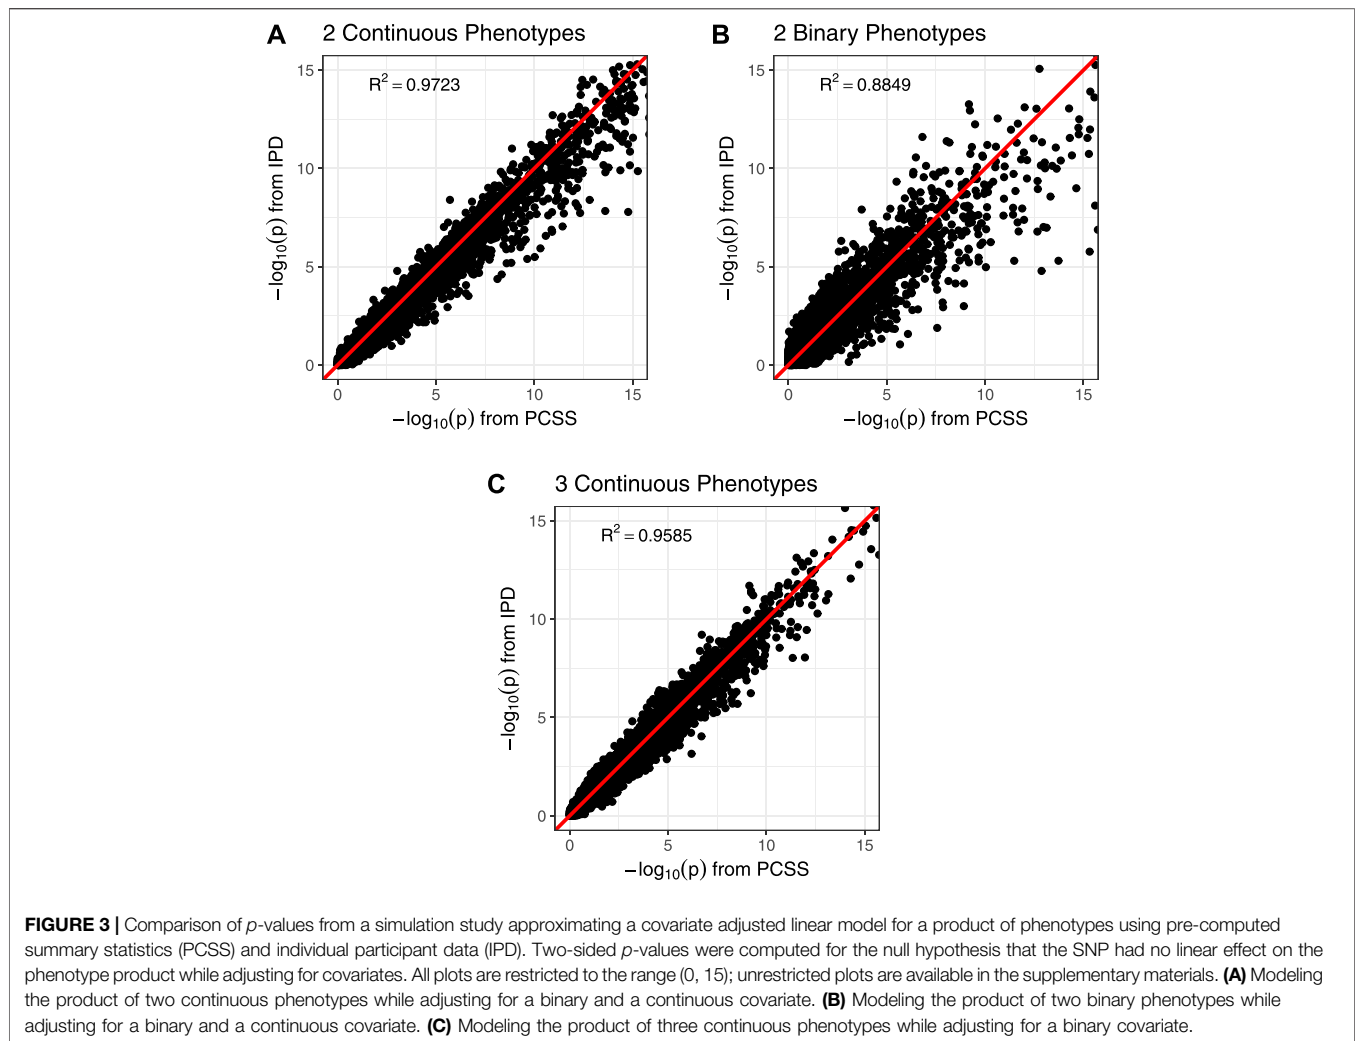 A 2 Continuous Phenotypes
R² = 0.9723
15
10
5
0
−log₁₀(p) from IPD
0 5 10 15
−log₁₀(p) from PCSS
B 2 Binary Phenotypes
R² = 0.8849
15
10
5
0
−log₁₀(p) from IPD
0 5 10 15
−log₁₀(p) from PCSS
C 3 Continuous Phenotypes
R² = 0.9585
15
10
5
0
−log₁₀(p) from IPD
0 5 10 15
−log₁₀(p) from PCSS
FIGURE 3 | Comparison of p-values from a simulation study approximating a covariate adjusted linear model for a product of phenotypes using pre-computed
summary statistics (PCSS) and individual participant data (IPD). Two-sided p-values were computed for the null hypothesis that the SNP had no linear effect on the
phenotype product while adjusting for covariates. All plots are restricted to the range (0, 15); unrestricted plots are available in the supplementary materials. (A) Modeling
the product of two continuous phenotypes while adjusting for a binary and a continuous covariate. (B) Modeling the product of two binary phenotypes while
adjusting for a binary and a continuous covariate. (C) Modeling the product of three continuous phenotypes while adjusting for a binary covariate.